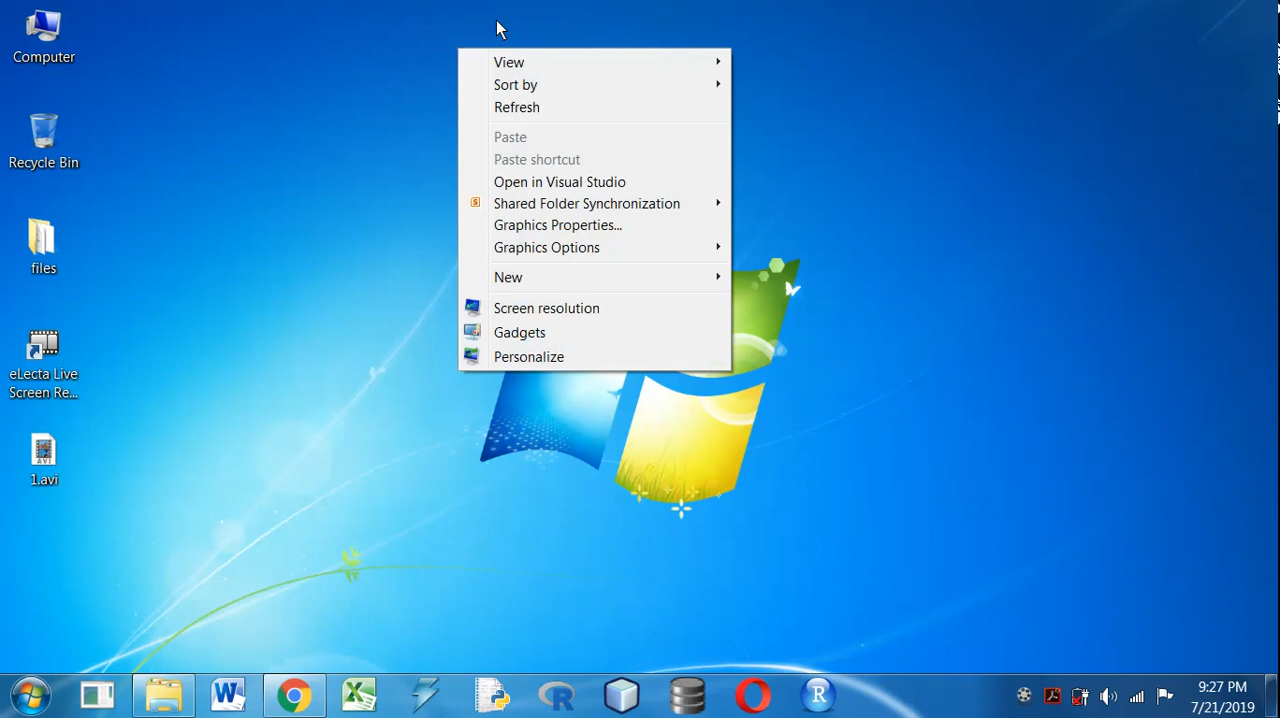 Computer
Recycle Bin
files
eLecta Live
Screen Re...
1.avi
View
Sort by
Refresh
Paste
Paste shortcut
Open in Visual Studio
Shared Folder Synchronization
Graphics Properties...
Graphics Options
New
Screen resolution
Gadgets
Personalize
9:27 PM
7/21/2019